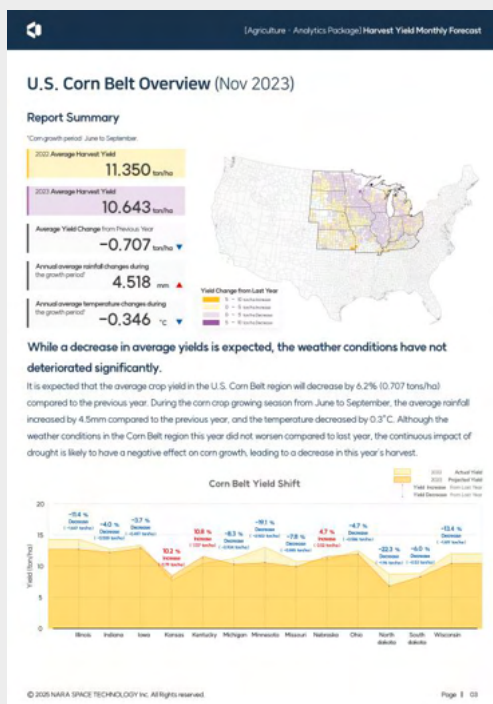 [Agriculture - Analytics Package] Harvest Yield Monthly Forecast
U.S. Corn Belt Overview (Nov 2023)
Report Summary
*Corn growth period: June to September.
2022 Average Harvest Yield
11.350 ton/ha
2023 Average Harvest Yield
10.643 ton/ha
Average Yield Change from Previous Year
-0.707 ton/ha ▼
Annual average rainfall changes during
the growth period*
4.518 mm ▲
Annual average temperature changes during
the growth period*
-0.346 °C ▼
Yield Change from Last Year
While a decrease in average yields is expected, the weather conditions have not
deteriorated significantly.
It is expected that the average crop yield in the U.S. Corn Belt region will decrease by 6.2% (0.707 tons/ha)
compared to the previous year. During the corn crop growing season from June to September, the average rainfall
increased by 4.5mm compared to the previous year, and the temperature decreased by 0.3°C. Although the
weather conditions in the Corn Belt region this year did not worsen compared to last year, the continuous impact of
drought is likely to have a negative effect on corn growth, leading to a decrease in this year's harvest.
Corn Belt Yield Shift
2022 Actual Yield
2023 Projected Yield
Yield Increase from Last Year
Yield Decrease from Last Year
Yield (ton/ha)
20
15
10
5
0
-11.4 %
Decrease
-4.0 %
Decrease
-3.7 %
Decrease
10.2 %
Increase
10.8 %
Increase
-8.3 %
Decrease
-19.1 %
Decrease
-7.8 %
Decrease
4.7 %
Increase
-4.7 %
Decrease
-22.3 %
Decrease
-6.0 %
Decrease
-13.4 %
Decrease
Illinois
Indiana
Iowa
Kansas
Kentucky
Michigan
Minnesota
Missouri
Nebraska
Ohio
North
dakota
South
dakota
Wisconsin
© 2025 NARA SPACE TECHNOLOGY Inc. All Rights reserved.
Page | 03